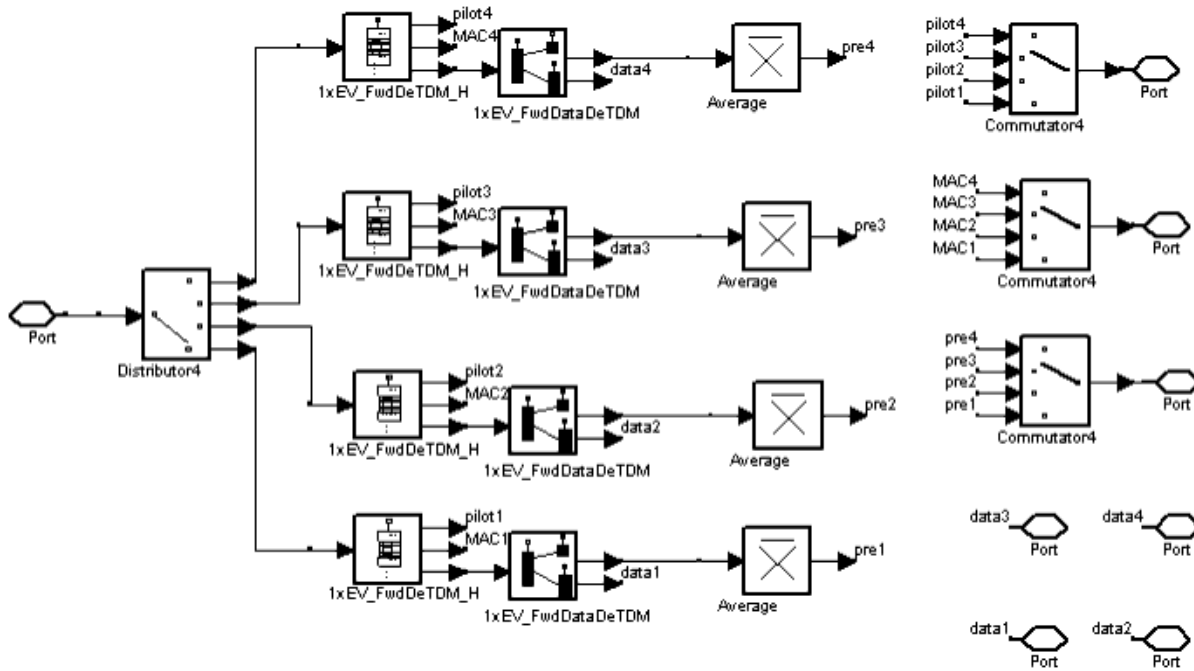 pilot4
MAC4
1xEV_FwdDeTDM_H
data4
1xEV_FwdDataDeTDM
Average
pre4
pilot4
pilot3
pilot2
pilot1
Commutator4
Port
pilot3
MAC3
1xEV_FwdDeTDM_H
data3
1xEV_FwdDataDeTDM
Average
pre3
MAC4
MAC3
MAC2
MAC1
Commutator4
Port
Port
Distributor4
pilot2
MAC2
1xEV_FwdDeTDM_H
data2
1xEV_FwdDataDeTDM
Average
pre2
pre4
pre3
pre2
pre1
Commutator4
Port
pilot1
MAC1
1xEV_FwdDeTDM_H
data1
1xEV_FwdDataDeTDM
Average
pre1
data3
Port
data4
Port
data1
Port
data2
Port